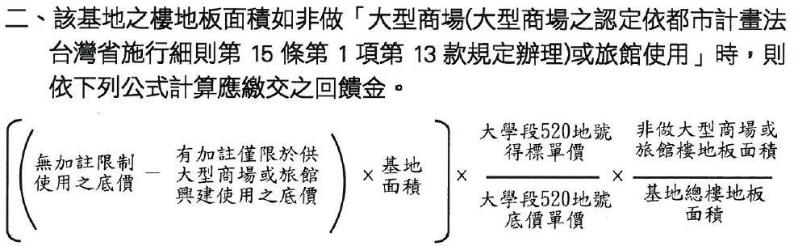 二、該基地之樓地板面積如非做「大型商場(大型商場之認定依都市計畫法
台灣省施行細則第 15 條第 1 項第 13 款規定辦理)或旅館使用」時，則
依下列公式計算應繳交之回饋金。
[(無加註限制使用之底價 － 有加註僅限於供大型商場或旅館興建使用之底價) × 基地面積] × 大學段520地號得標單價 / 大學段520地號底價單價 × 非做大型商場或旅館樓地板面積 / 基地總樓地板面積